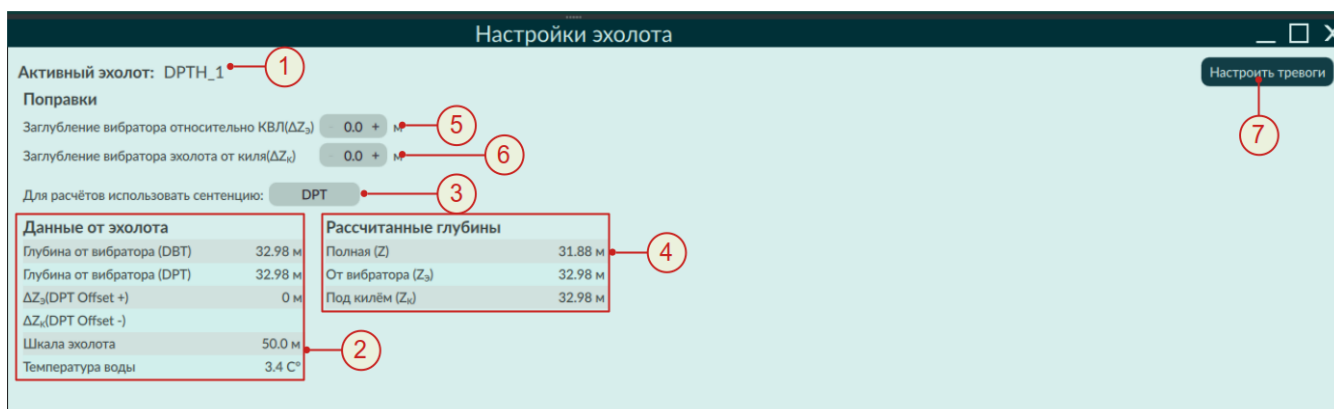 Настройки эхолота
Активный эхолот: DPTH_1 1
Настроить тревоги
7
Поправки
Заглубление вибратора относительно КВЛ(ΔZэ) - 0.0 + м 5
Заглубление вибратора эхолота от киля(ΔZк) - 0.0 + м 6
Для расчётов использовать сентенцию: DPT 3
Данные от эхолота
Глубина от вибратора (DBT) 32.98 м
Глубина от вибратора (DPT) 32.98 м
ΔZэ(DPT Offset +) 0 м
ΔZк(DPT Offset -)
Шкала эхолота 50.0 м
Температура воды 3.4 C°
2
Рассчитанные глубины
Полная (Z) 31.88 м 4
От вибратора (Zэ) 32.98 м
Под килём (Zк) 32.98 м